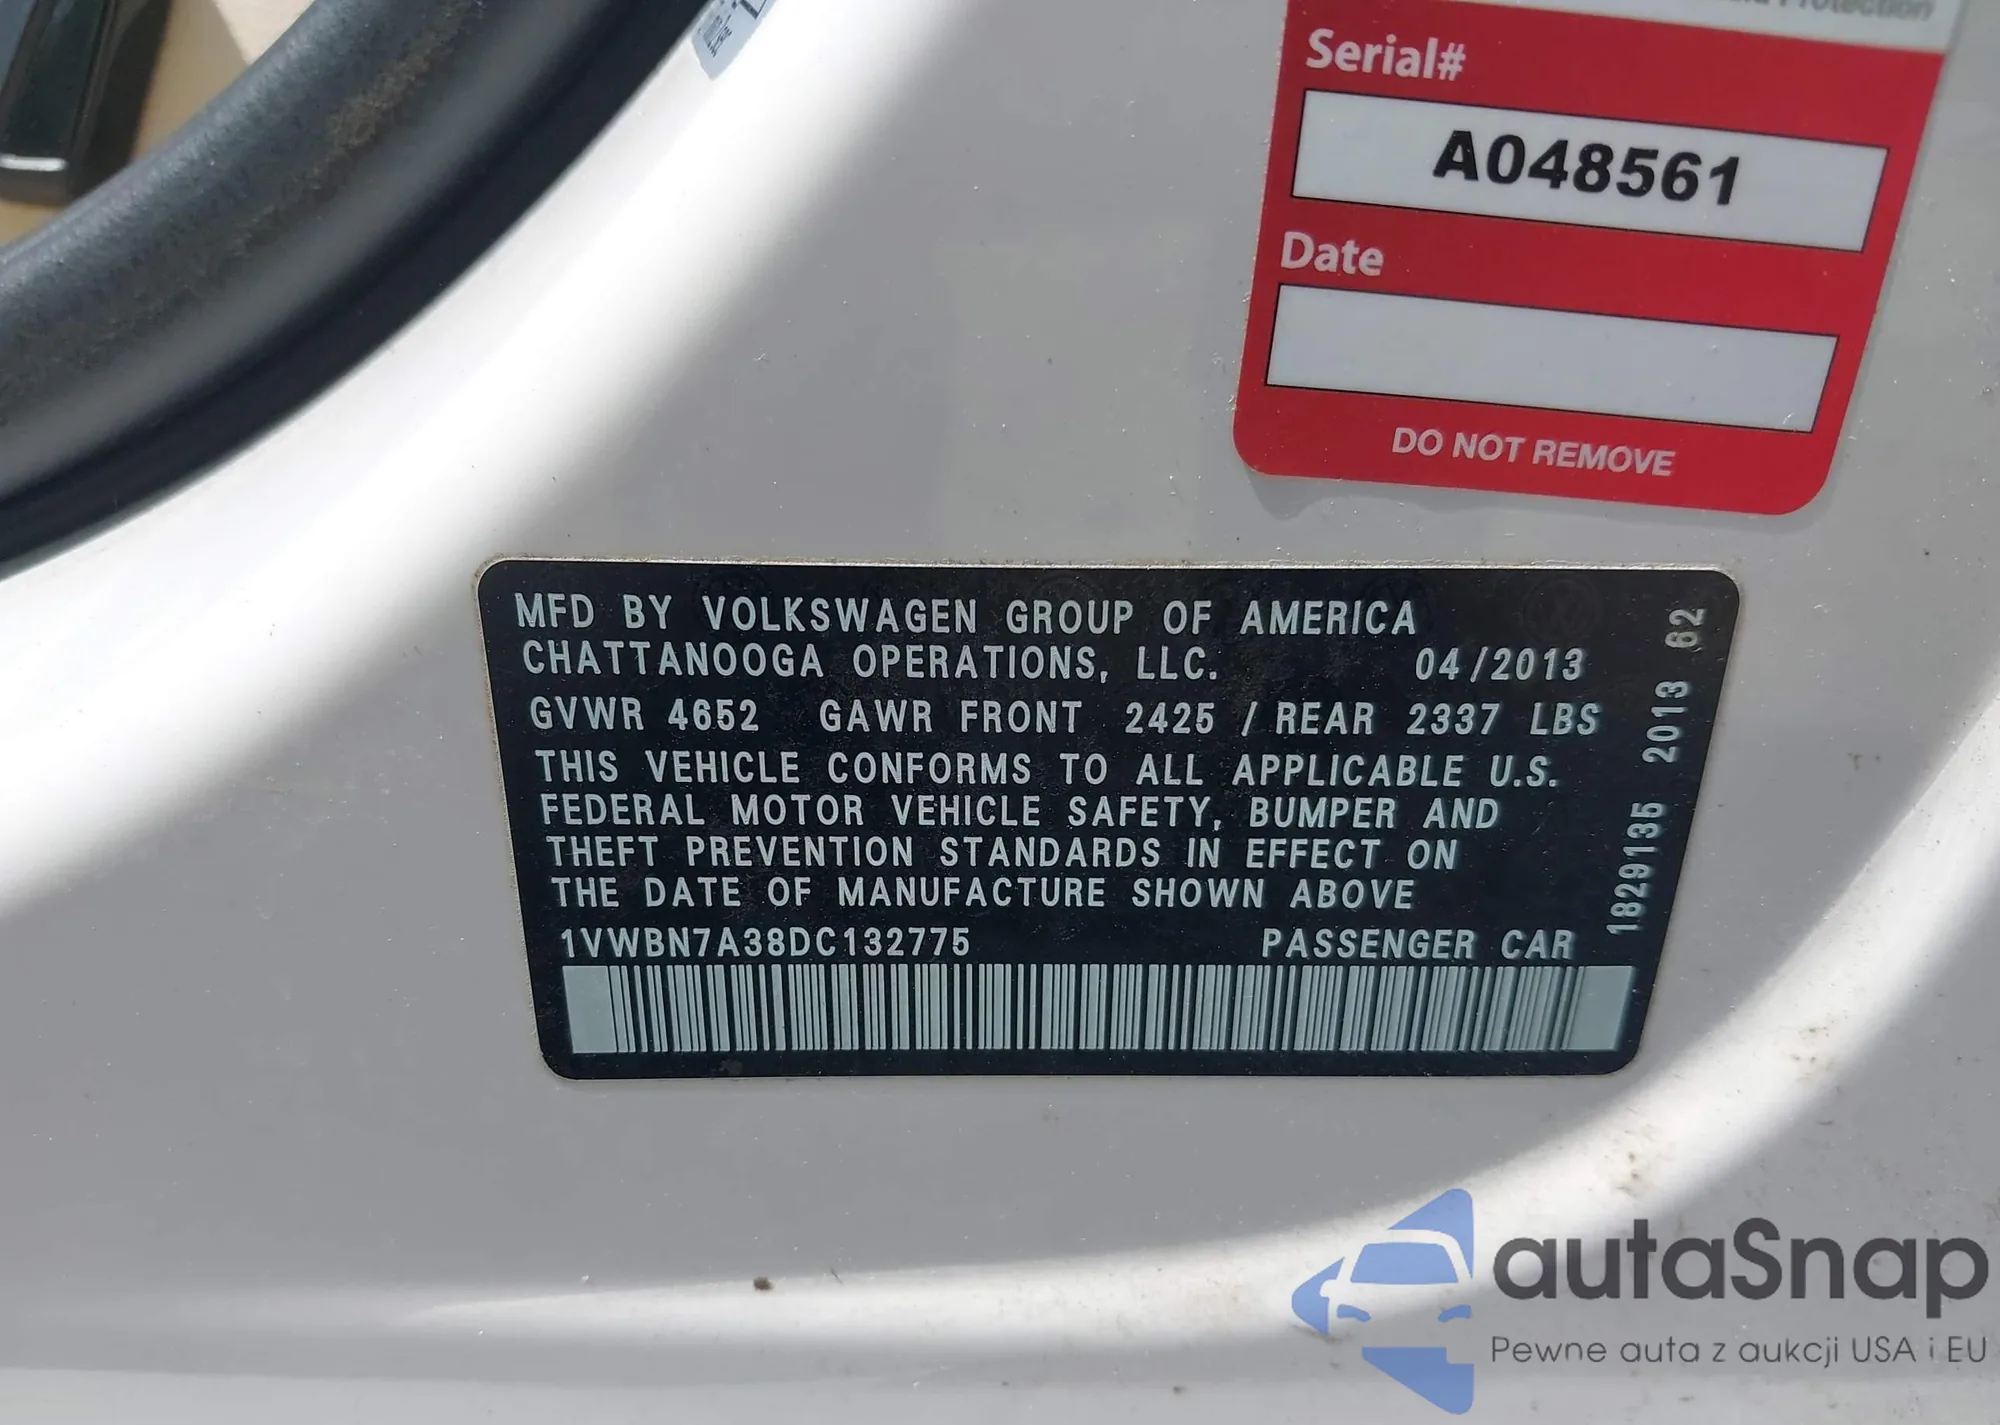 Protection
Serial#
A048561
Date
DO NOT REMOVE
MFD BY VOLKSWAGEN GROUP OF AMERICA
CHATTANOOGA OPERATIONS, LLC. 04/2013
GVWR 4652 GAWR FRONT 2425 / REAR 2337 LBS
THIS VEHICLE CONFORMS TO ALL APPLICABLE U.S.
FEDERAL MOTOR VEHICLE SAFETY, BUMPER AND
THEFT PREVENTION STANDARDS IN EFFECT ON
THE DATE OF MANUFACTURE SHOWN ABOVE
1VWBN7A38DC132775 PASSENGER CAR
18291135 2013 62
autoSnap
Pewne auta z aukcji USA i EU